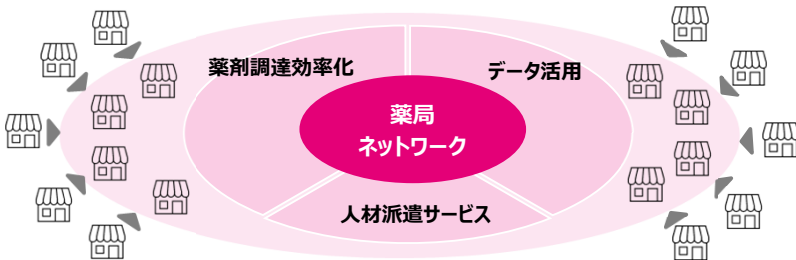 薬剤調達効率化
データ活用
薬局
ネットワーク
人材派遣サービス